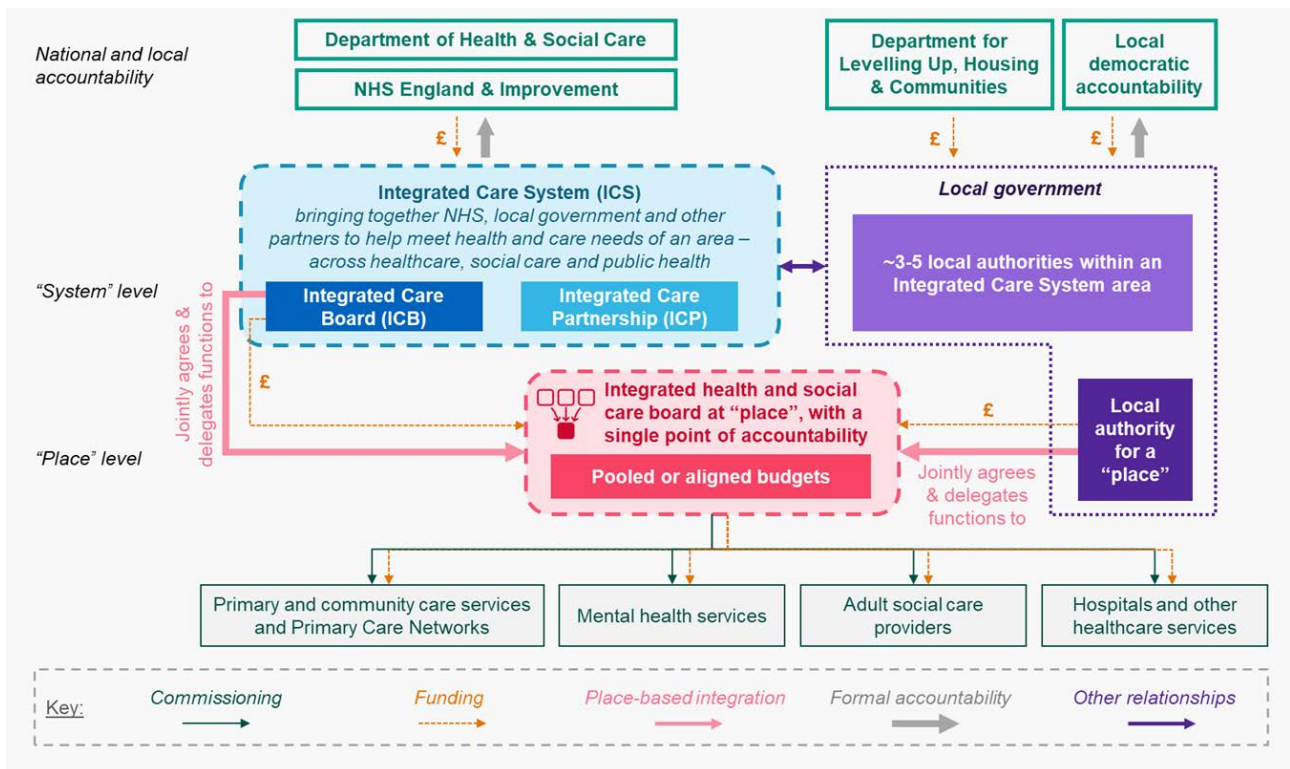 National and local
accountability
Department of Health & Social Care
NHS England & Improvement
Department for
Levelling Up, Housing
& Communities
Local
democratic
accountability
£
£
£
"System" level
Integrated Care System (ICS)
bringing together NHS, local government and other
partners to help meet health and care needs of an area –
across healthcare, social care and public health
Integrated Care
Board (ICB)
Integrated Care
Partnership (ICP)
Local government
~3-5 local authorities within an
Integrated Care System area
Jointly agrees &
delegates functions to
£
"Place" level
Integrated health and social
care board at "place", with a
single point of accountability
Pooled or aligned budgets
£
Jointly agrees
& delegates
functions to
Local
authority
for a
"place"
Primary and community care services
and Primary Care Networks
Mental health services
Adult social care
providers
Hospitals and other
healthcare services
Key:
Commissioning
Funding
Place-based integration
Formal accountability
Other relationships